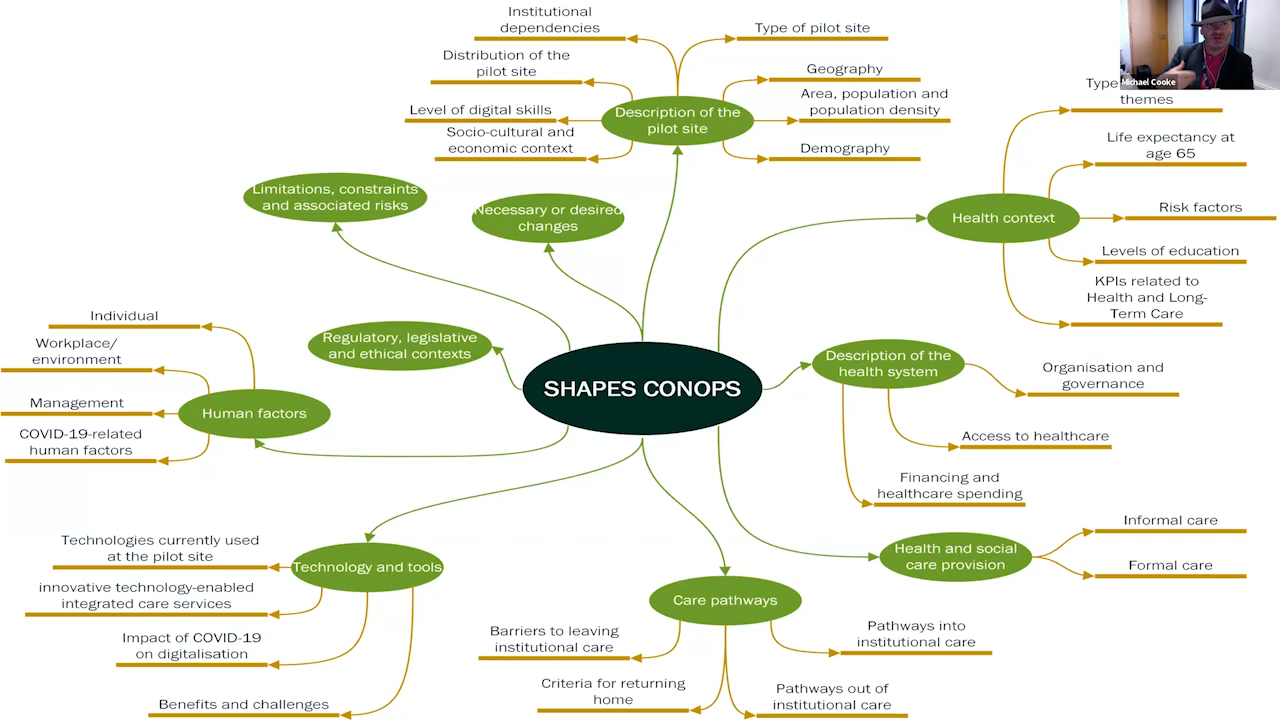 Institutional
dependencies
Type of pilot site
Distribution of the
pilot site
Geography
Level of digital skills
Area, population and
population density
Socio-cultural and
economic context
Demography
Description of the
pilot site
Michael Cooke
Type
themes
Life expectancy at
age 65
Risk factors
Levels of education
KPIs related to
Health and Long-
Term Care
Health context
Limitations, constraints
and associated risks
Necessary or desired
changes
Regulatory, legislative
and ethical contexts
SHAPES CONOPS
Description of the
health system
Organisation and
governance
Access to healthcare
Financing and
healthcare spending
Individual
Workplace/
environment
Management
COVID-19-related
human factors
Human factors
Health and social
care provision
Informal care
Formal care
Technologies currently used
at the pilot site
innovative technology-enabled
integrated care services
Impact of COVID-19
on digitalisation
Benefits and challenges
Technology and tools
Care pathways
Barriers to leaving
institutional care
Criteria for returning
home
Pathways into
institutional care
Pathways out of
institutional care